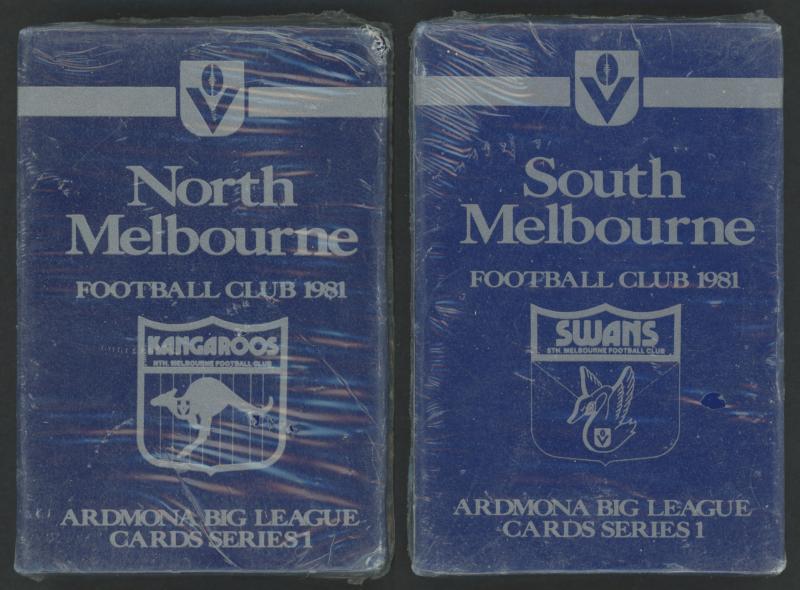 North
Melbourne
FOOTBALL CLUB 1981
KANGAROOS
NTH. MELBOURNE FOOTBALL CLUB
V
ARDMONA BIG LEAGUE
CARDS SERIES 1
South
Melbourne
FOOTBALL CLUB 1981
SWANS
STH. MELBOURNE FOOTBALL CLUB
V
ARDMONA BIG LEAGUE
CARDS SERIES 1